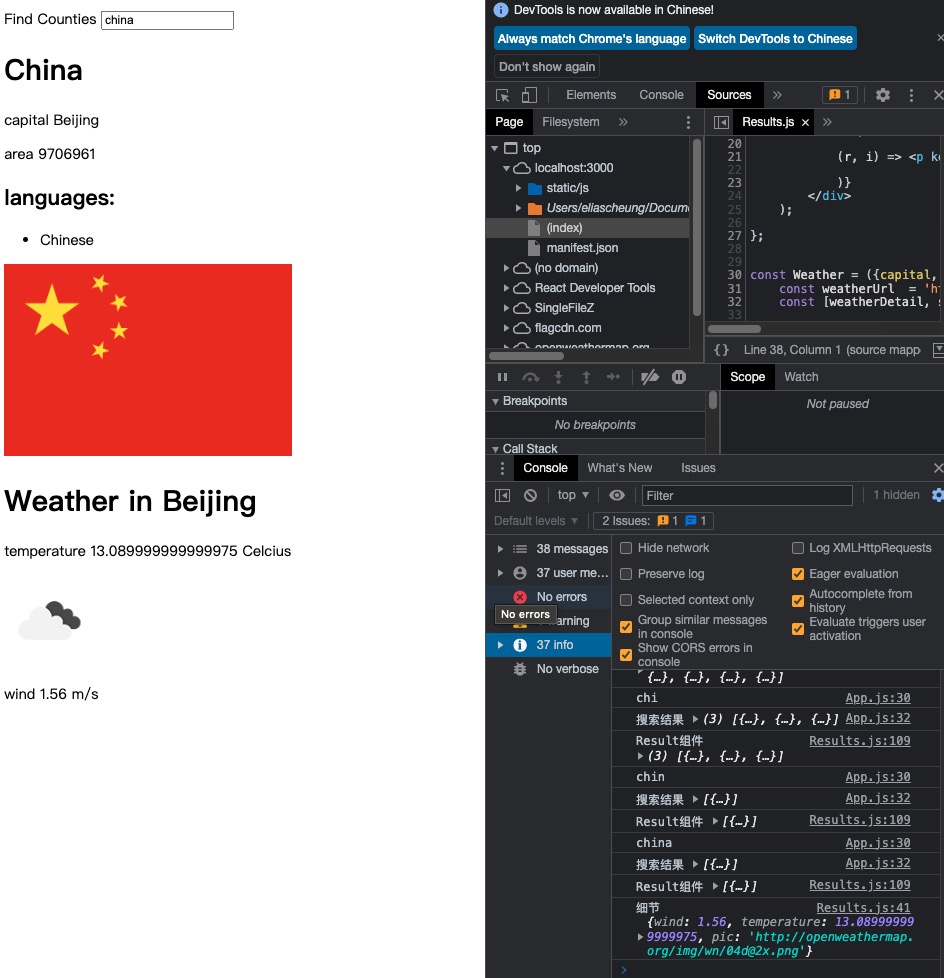 Find Counties china
China
capital Beijing
area 9706961
languages:
Chinese
Weather in Beijing
temperature 13.089999999999975 Celcius
wind 1.56 m/s
DevTools is now available in Chinese!
Always match Chrome's language Switch DevTools to Chinese
Don't show again
Elements Console Sources » 1
Page Filesystem »
Results.js × »
top
localhost:3000
static/js
Users/eliascheung/Docum
(index)
manifest.json
(no domain)
React Developer Tools
SingleFileZ
flagcdn.com
openweathermap.org
20
21 (r, i) => <p k
22
23 )}
24 </div>
25 );
26
27 };
28
29
30 const Weather = ({capital,
31 const weatherUrl = 'h
32 const [weatherDetail, s
33
{} Line 38, Column 1 (source mapp
Scope Watch
Breakpoints
No breakpoints
Call Stack
Not paused
Console What's New Issues
top ▼ Filter 1 hidden
Default levels ▼ 2 Issues: 1 1
38 messages
37 user me...
No errors
No errors
37 info
No verbose
Hide network
Log XMLHttpRequests
Preserve log
Eager evaluation
Selected context only
Autocomplete from
history
Group similar messages
in console
Evaluate triggers user
activation
Show CORS errors in
console
{…}, {…}, {…}, {…}]
chi App.js:30
搜索结果 ▶(3) [{…}, {…}, {…}] App.js:32
Result组件 Results.js:109
▶(3) [{…}, {…}, {…}]
chin App.js:30
搜索结果 ▶[{…}] App.js:32
Result组件 ▶[{…}] Results.js:109
china App.js:30
搜索结果 ▶[{…}] App.js:32
Result组件 ▶[{…}] Results.js:109
细节 Results.js:41
{wind: 1.56, temperature: 13.08999999
9999975, pic: 'http://openweathermap.
org/img/wn/04d@2x.png'}